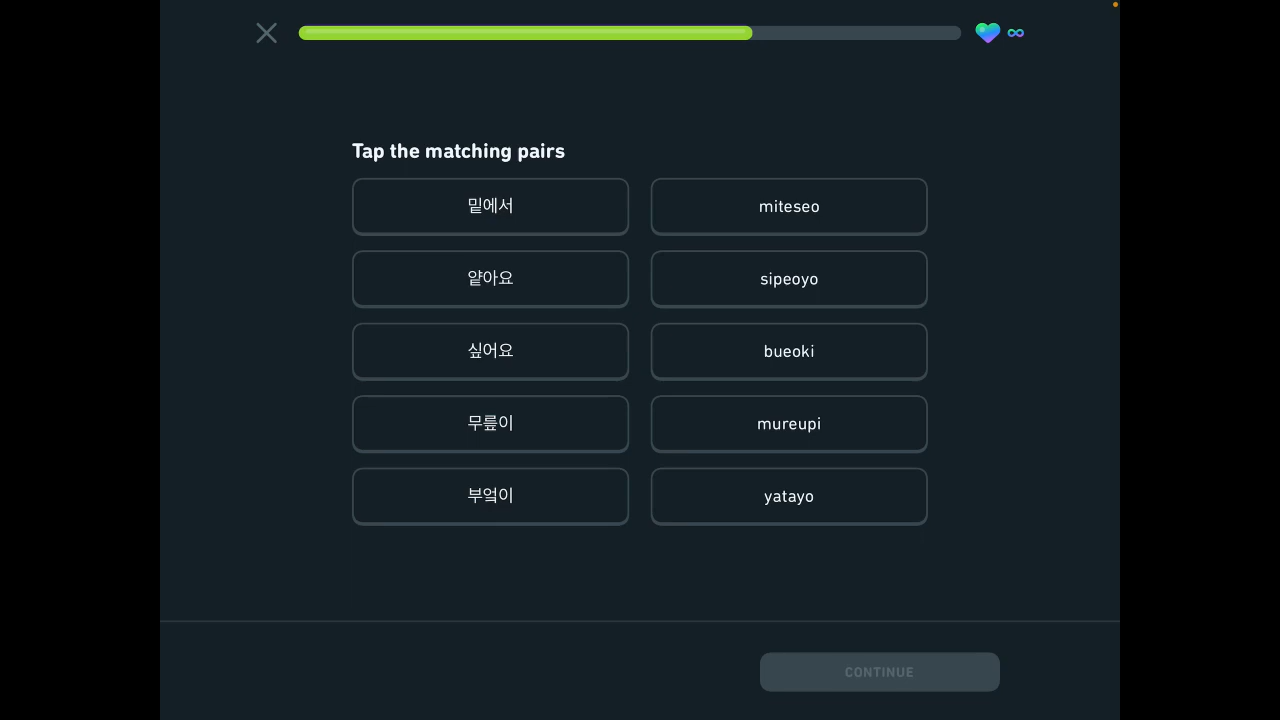 Tap the matching pairs
밑에서 miteseo
얕아요 sipeoyo
싶어요 bueoki
무릎이 mureupi
부엌이 yatayo
CONTINUE